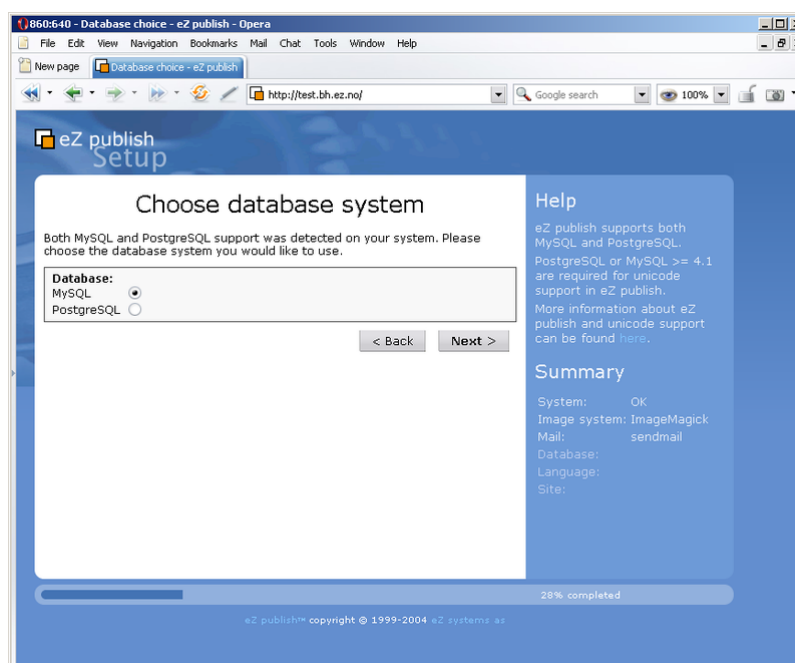 860:640 - Database choice - eZ publish - Opera
File Edit View Navigation Bookmarks Mail Chat Tools Window Help
New page Database choice - eZ publish
http://test.bh.ez.no/ Google search 100%
eZ publish
Setup
Choose database system
Both MySQL and PostgreSQL support was detected on your system. Please
choose the database system you would like to use.
Database:
MySQL
PostgreSQL
< Back Next >
Help
eZ publish supports both
MySQL and PostgreSQL.
PostgreSQL or MySQL >= 4.1
are required for unicode
support in eZ publish.
More information about eZ
publish and unicode support
can be found here.
Summary
System: OK
Image system: ImageMagick
Mail: sendmail
Database:
Language:
Site:
28% completed
eZ publish™ copyright © 1999-2004 eZ systems as